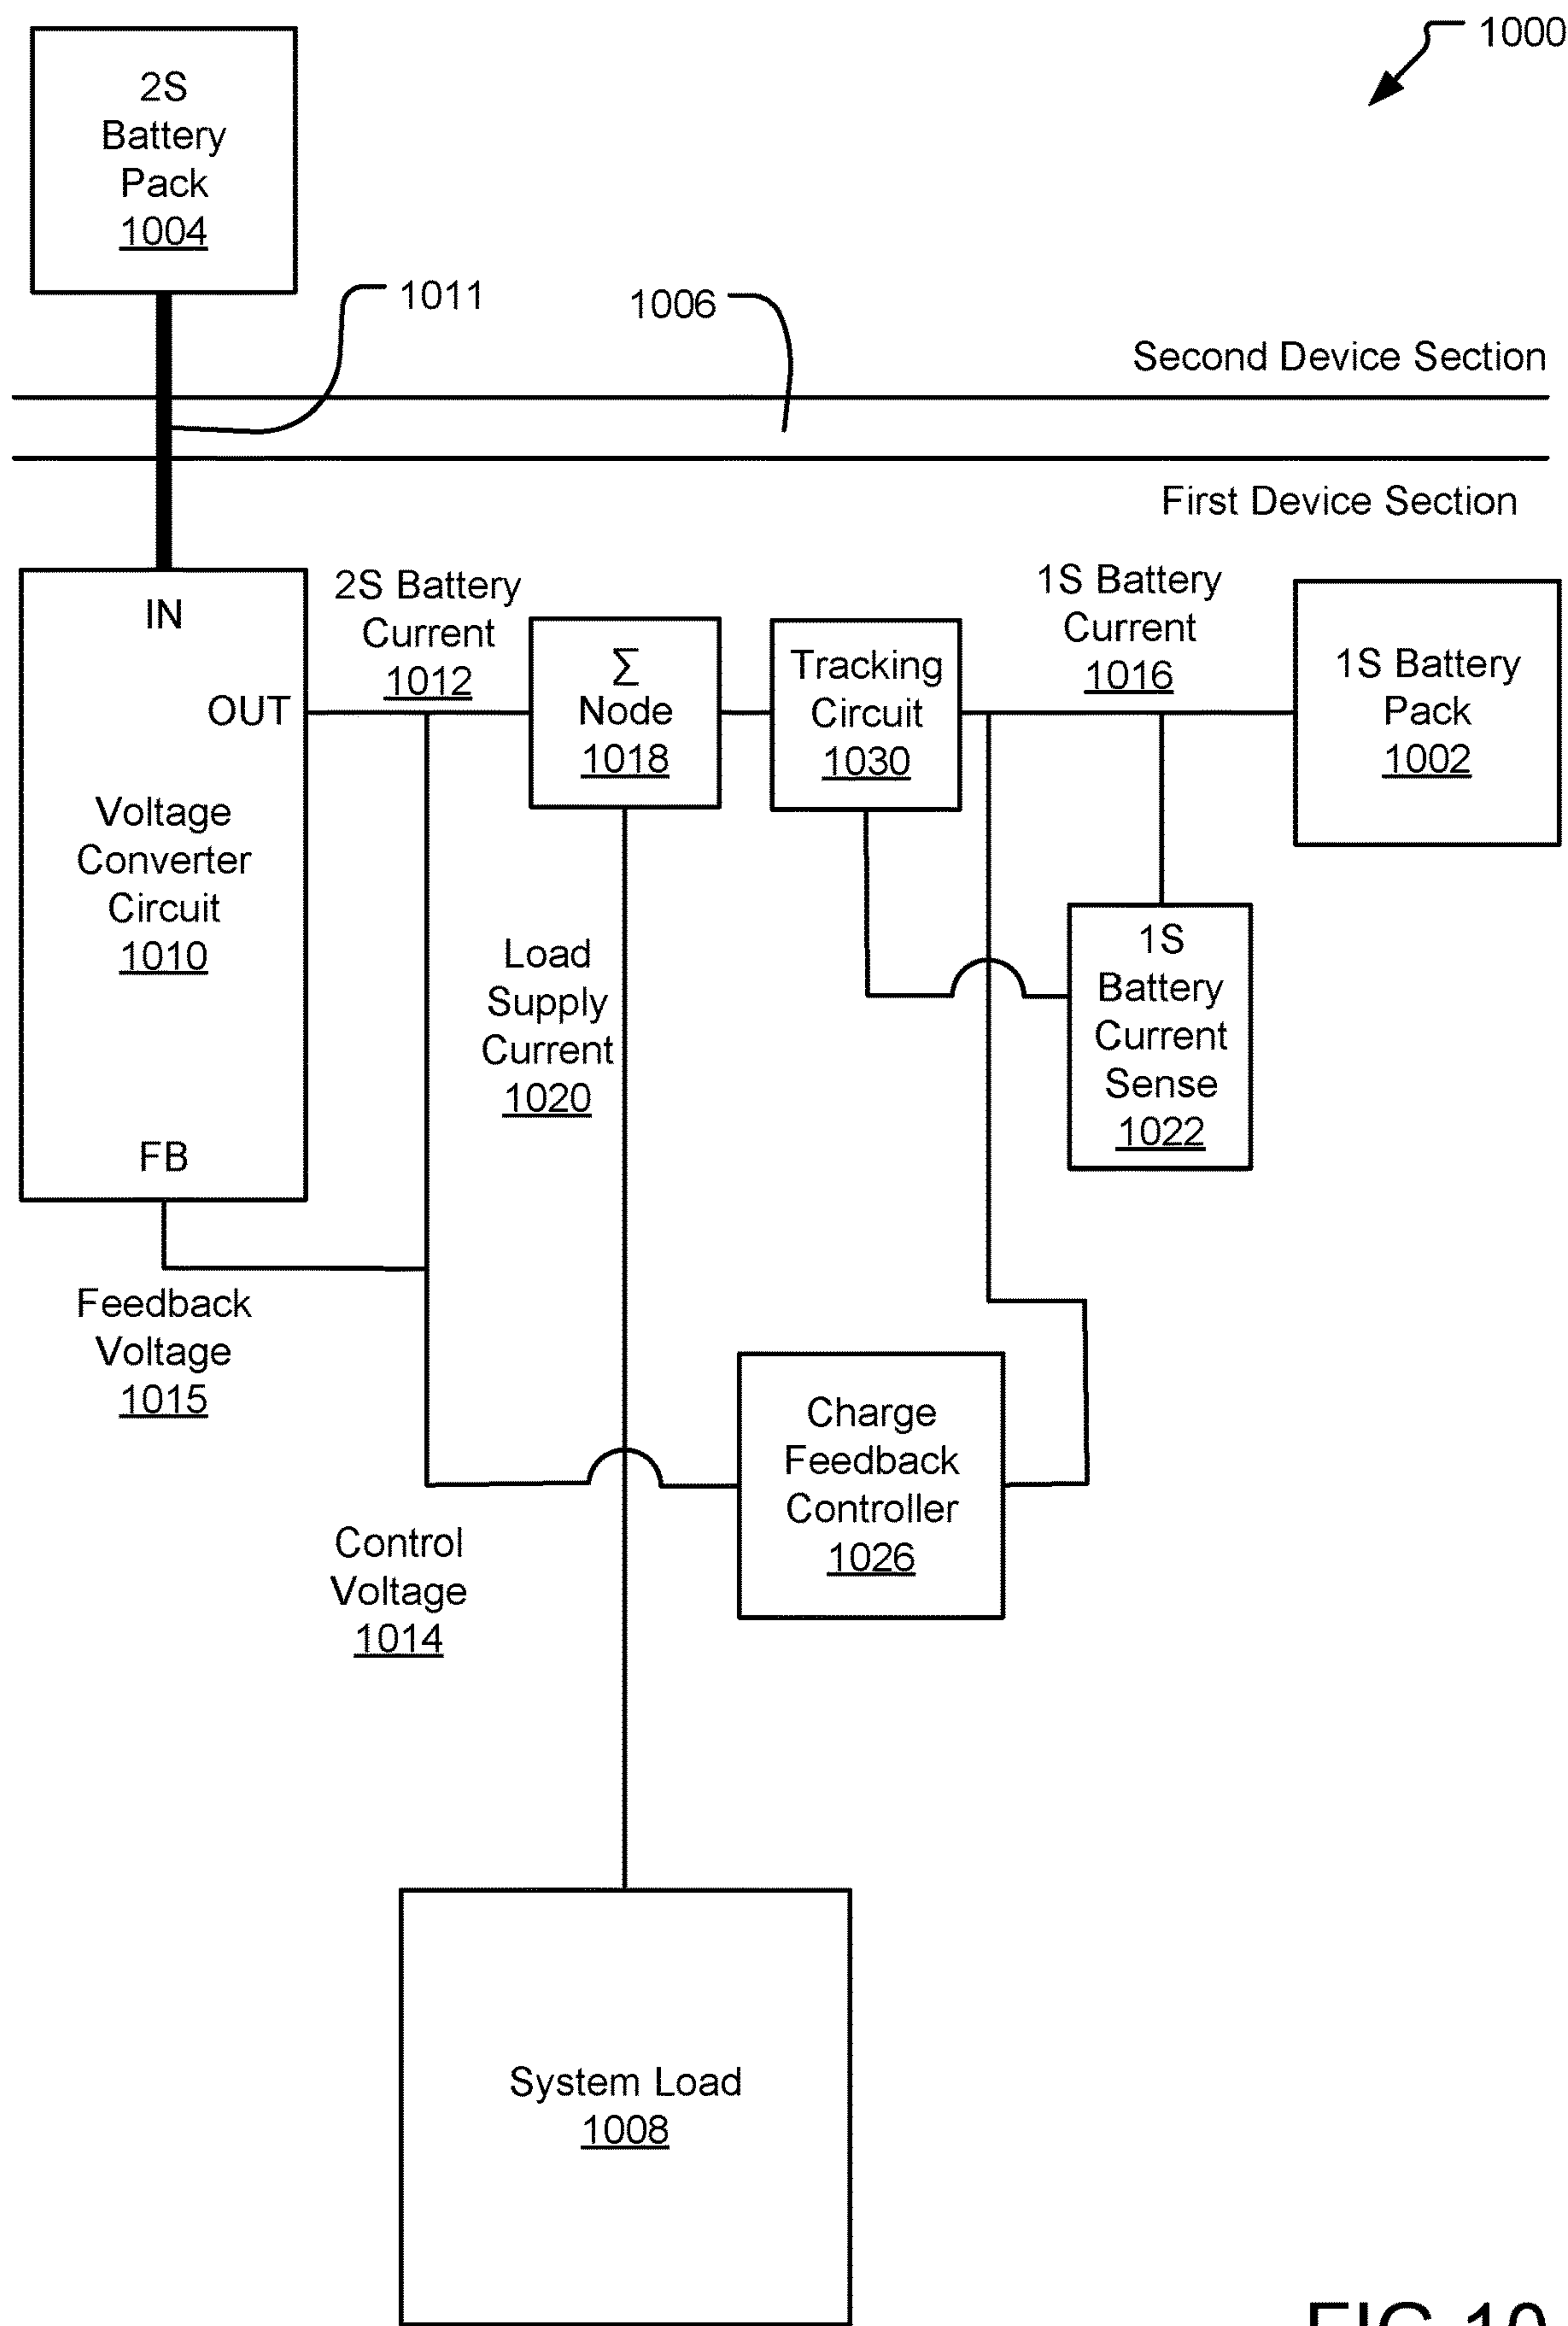 1000
2S
Battery
Pack
1004
1011
1006
Second Device Section
First Device Section
IN
OUT
Voltage
Converter
Circuit
1010
FB
2S Battery
Current
1012
Σ
Node
1018
Tracking
Circuit
1030
1S Battery
Current
1016
1S Battery
Pack
1002
Load
Supply
Current
1020
1S
Battery
Current
Sense
1022
Feedback
Voltage
1015
Charge
Feedback
Controller
1026
Control
Voltage
1014
System Load
1008
FIG 10